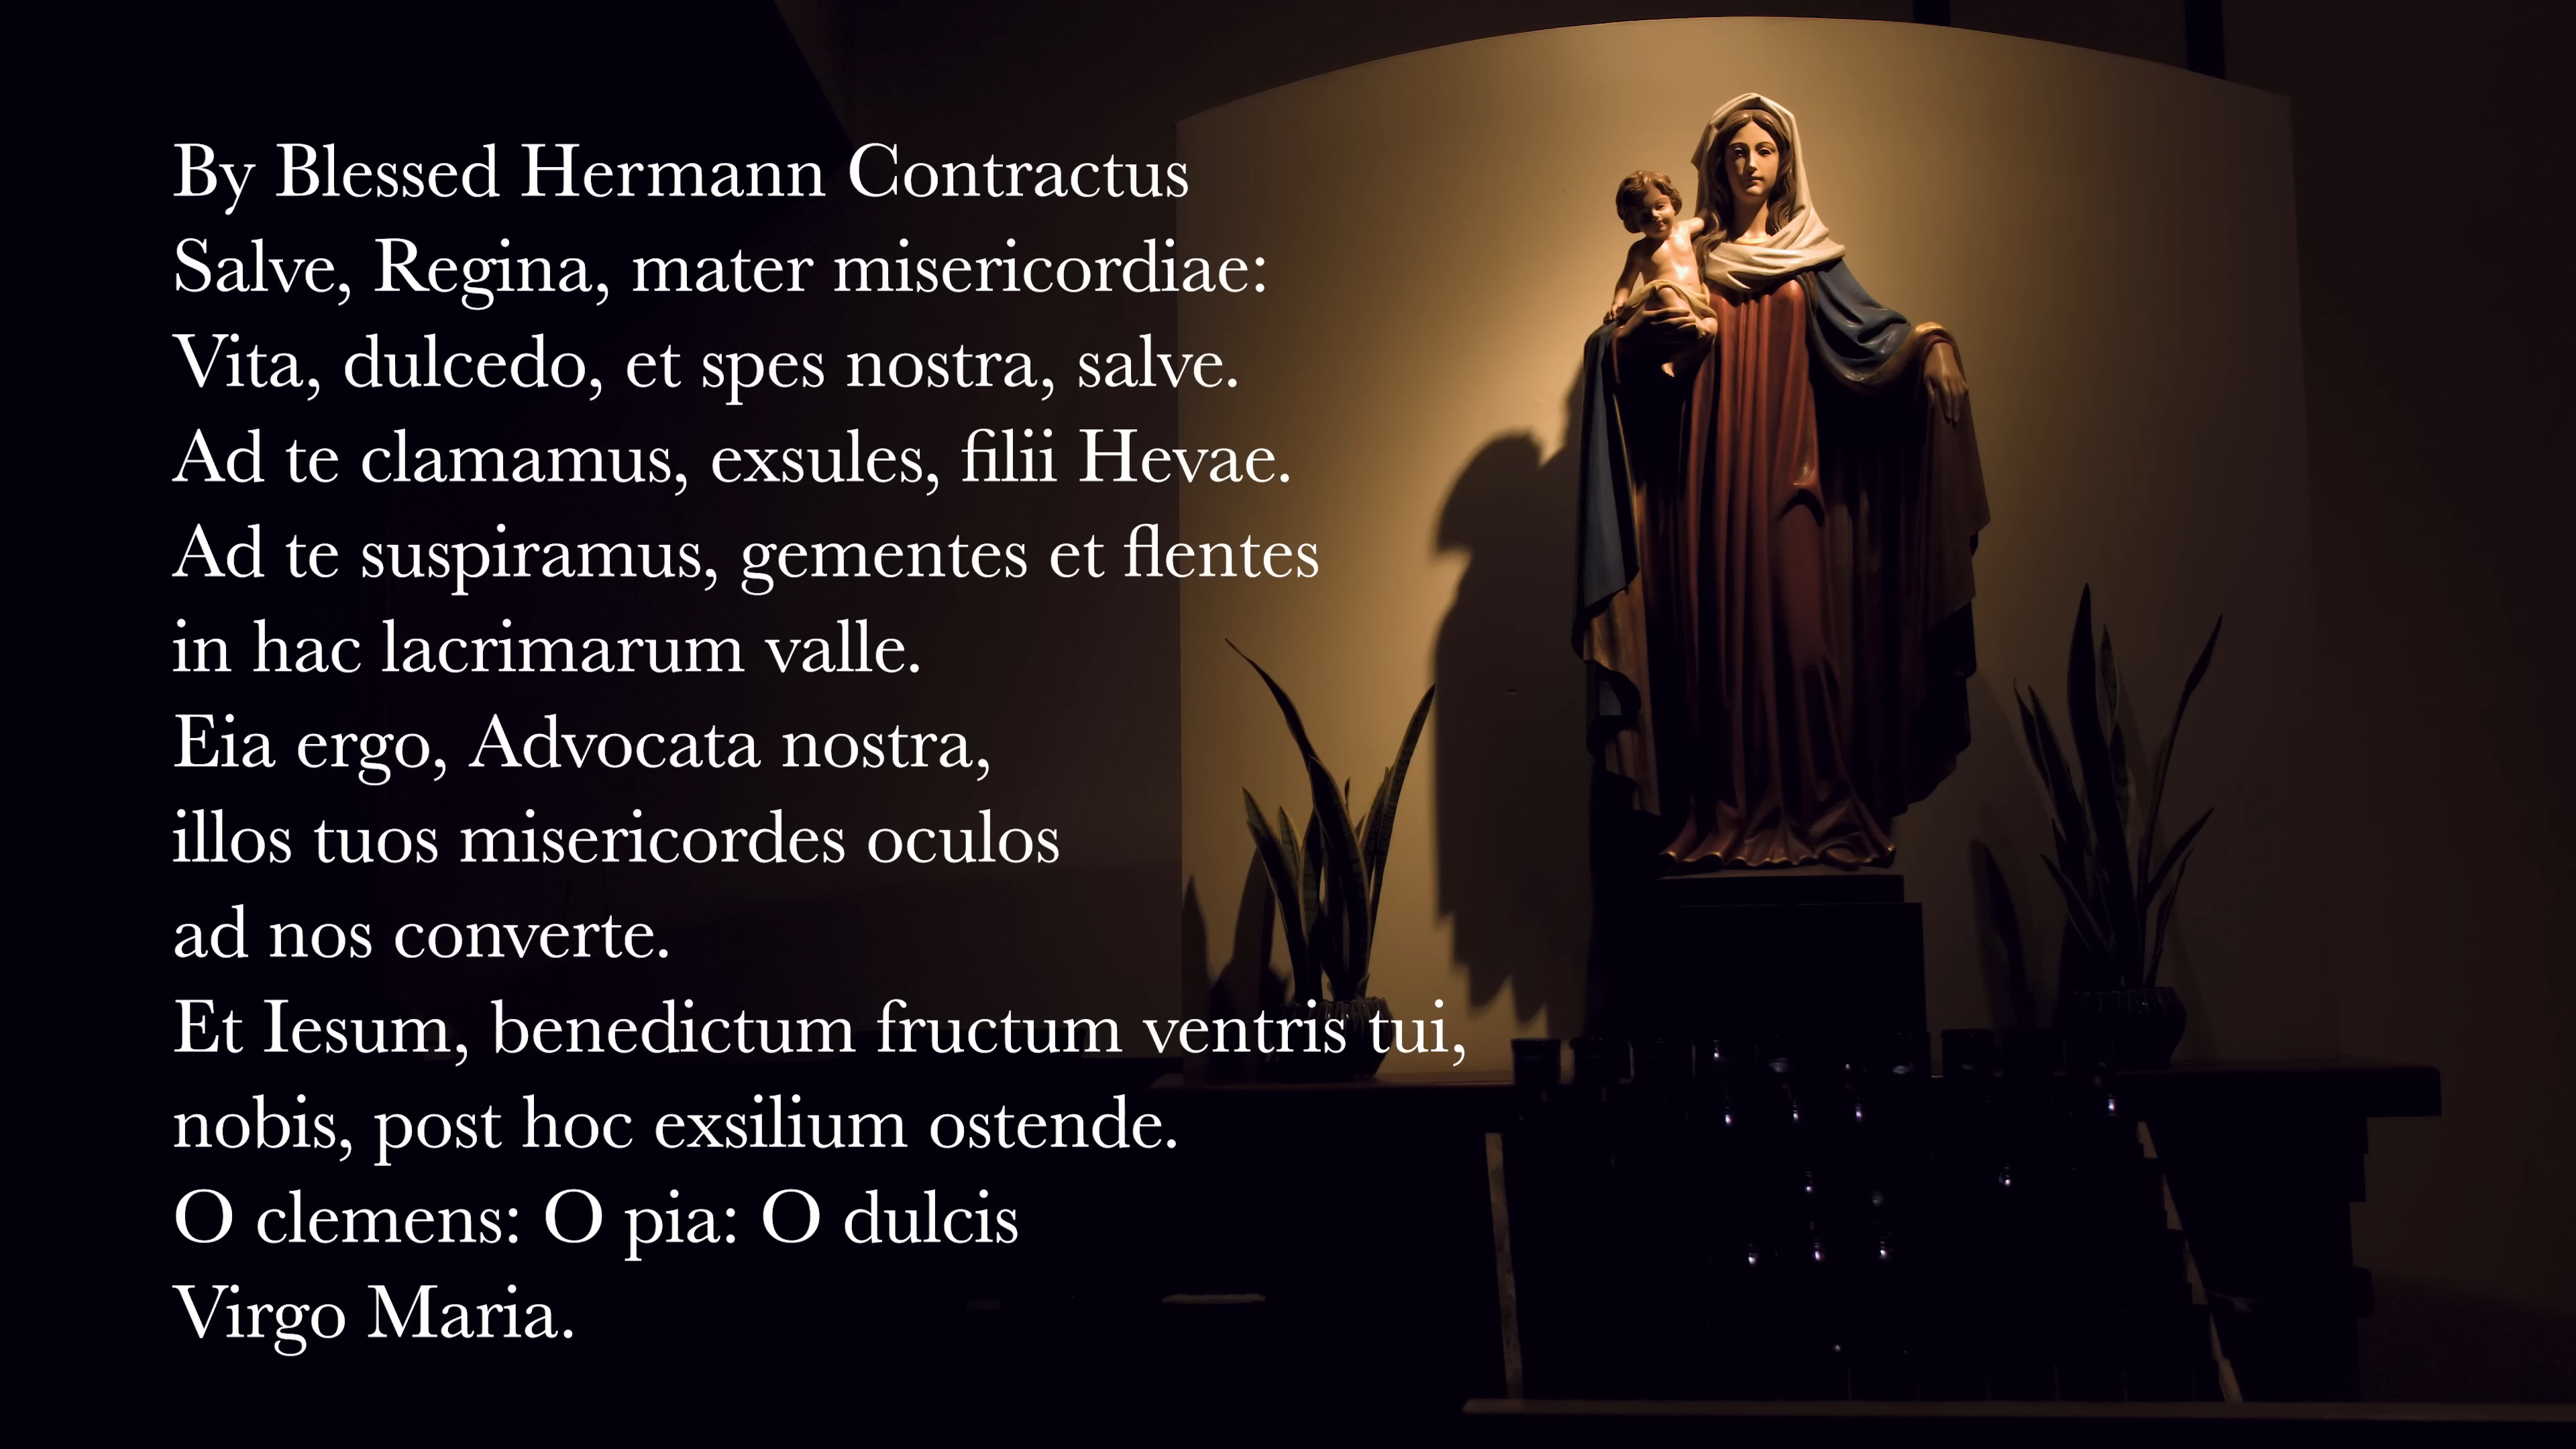 By Blessed Hermann Contractus
Salve, Regina, mater misericordiae:
Vita, dulcedo, et spes nostra, salve.
Ad te clamamus, exsules, filii Hevae.
Ad te suspiramus, gementes et flentes
in hac lacrimarum valle.
Eia ergo, Advocata nostra,
illos tuos misericordes oculos
ad nos converte.
Et Iesum, benedictum fructum ventris tui,
nobis, post hoc exsilium ostende.
O clemens: O pia: O dulcis
Virgo Maria.